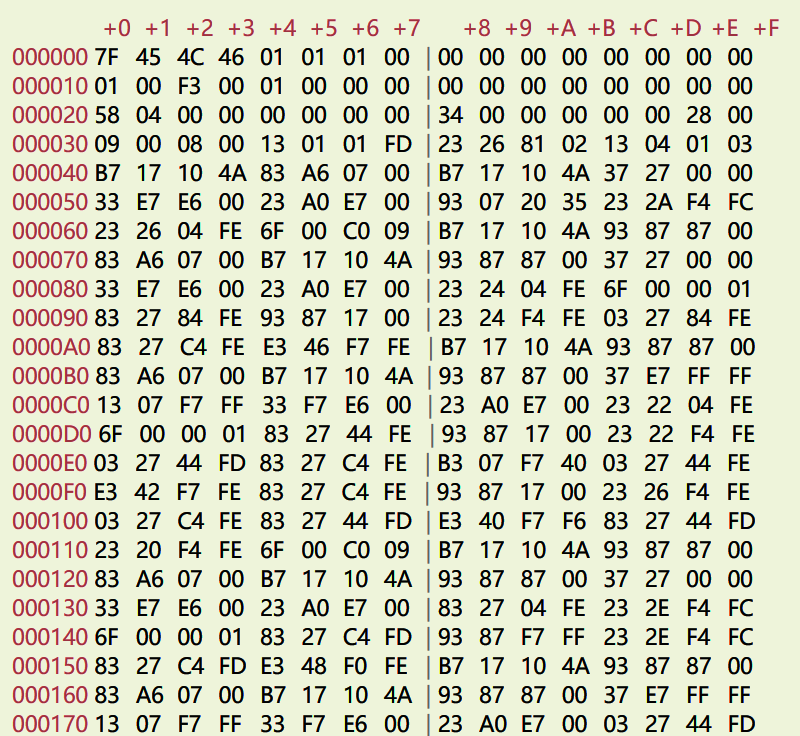 +0 +1 +2 +3 +4 +5 +6 +7 +8 +9 +A +B +C +D +E +F
000000 7F 45 4C 46 01 01 01 00 | 00 00 00 00 00 00 00 00
000010 01 00 F3 00 01 00 00 00 | 00 00 00 00 00 00 00 00
000020 58 04 00 00 00 00 00 00 | 34 00 00 00 00 00 28 00
000030 09 00 08 00 13 01 01 FD | 23 26 81 02 13 04 01 03
000040 B7 17 10 4A 83 A6 07 00 | B7 17 10 4A 37 27 00 00
000050 33 E7 E6 00 23 A0 E7 00 | 93 07 20 35 23 2A F4 FC
000060 23 26 04 FE 6F 00 C0 09 | B7 17 10 4A 93 87 87 00
000070 83 A6 07 00 B7 17 10 4A | 93 87 87 00 37 27 00 00
000080 33 E7 E6 00 23 A0 E7 00 | 23 24 04 FE 6F 00 00 01
000090 83 27 84 FE 93 87 17 00 | 23 24 F4 FE 03 27 84 FE
0000A0 83 27 C4 FE E3 46 F7 FE | B7 17 10 4A 93 87 87 00
0000B0 83 A6 07 00 B7 17 10 4A | 93 87 87 00 37 E7 FF FF
0000C0 13 07 F7 FF 33 F7 E6 00 | 23 A0 E7 00 23 22 04 FE
0000D0 6F 00 00 01 83 27 44 FE | 93 87 17 00 23 22 F4 FE
0000E0 03 27 44 FD 83 27 C4 FE | B3 07 F7 40 03 27 44 FE
0000F0 E3 42 F7 FE 83 27 C4 FE | 93 87 17 00 23 26 F4 FE
000100 03 27 C4 FE 83 27 44 FD | E3 40 F7 F6 83 27 44 FD
000110 23 20 F4 FE 6F 00 C0 09 | B7 17 10 4A 93 87 87 00
000120 83 A6 07 00 B7 17 10 4A | 93 87 87 00 37 27 00 00
000130 33 E7 E6 00 23 A0 E7 00 | 83 27 04 FE 23 2E F4 FC
000140 6F 00 00 01 83 27 C4 FD | 93 87 F7 FF 23 2E F4 FC
000150 83 27 C4 FD E3 48 F0 FE | B7 17 10 4A 93 87 87 00
000160 83 A6 07 00 B7 17 10 4A | 93 87 87 00 37 E7 FF FF
000170 13 07 F7 FF 33 F7 E6 00 | 23 A0 E7 00 03 27 44 FD